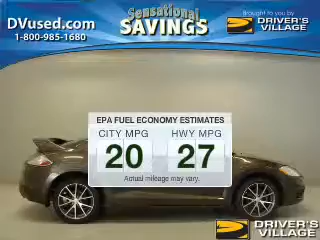 DVused.com
1-800-985-1680
Sensational
SAVINGS
Brought to you by
DRIVER'S
VILLAGE
EPA FUEL ECONOMY ESTIMATES
CITY MPG HWY MPG
20 27
Actual mileage may vary.
DRIVER'S
VILLAGE